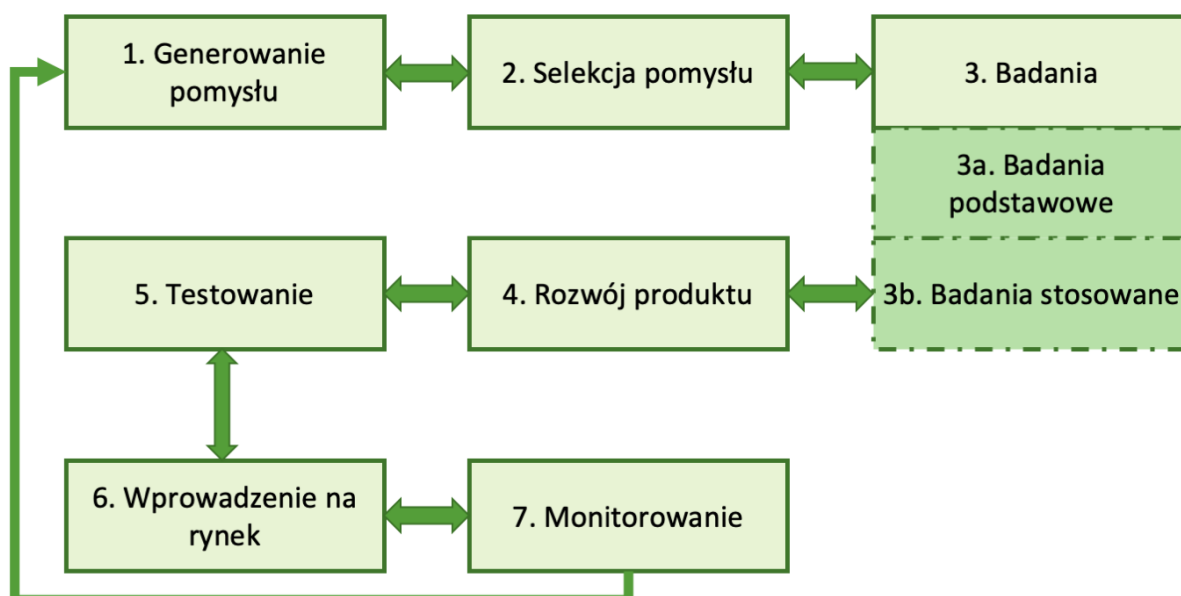 1. Generowanie
pomysłu
2. Selekcja pomysłu
3. Badania
3a. Badania
podstawowe
3b. Badania stosowane
4. Rozwój produktu
5. Testowanie
6. Wprowadzenie na
rynek
7. Monitorowanie